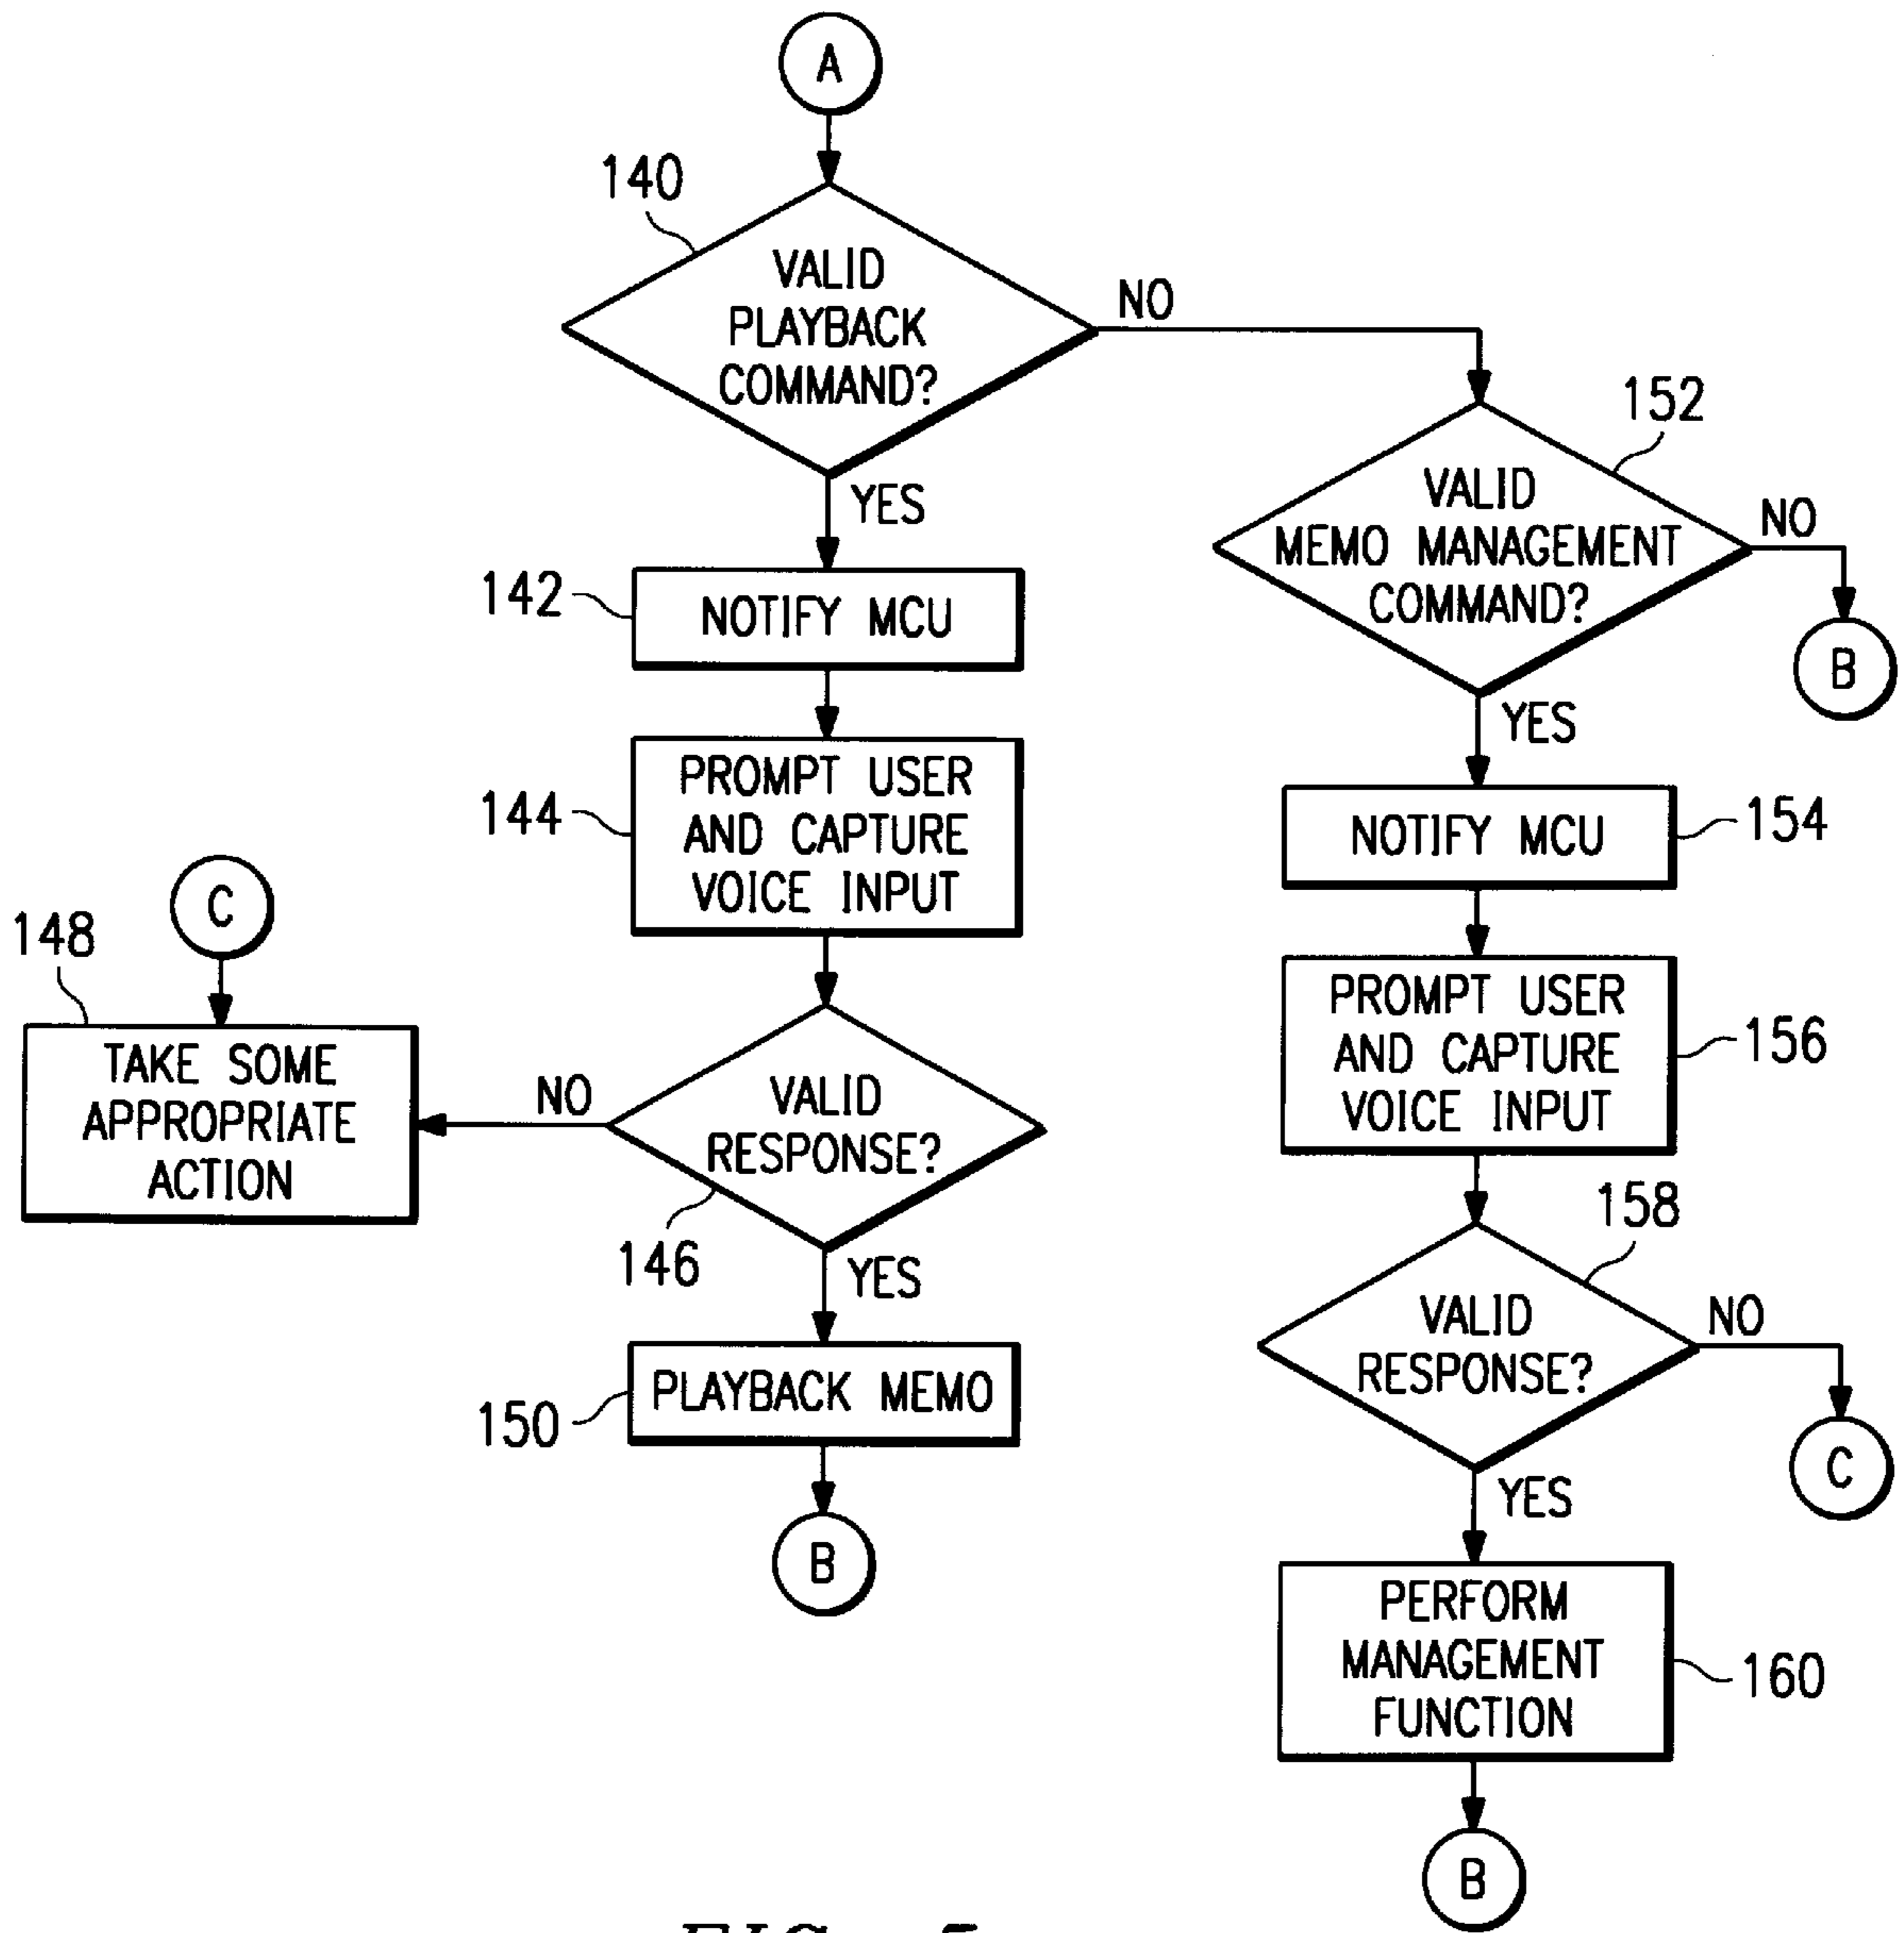 A
140
VALID
PLAYBACK
COMMAND?
NO
YES
142
NOTIFY MCU
144
PROMPT USER
AND CAPTURE
VOICE INPUT
C
148
TAKE SOME
APPROPRIATE
ACTION
NO
VALID
RESPONSE?
146
YES
150
PLAYBACK MEMO
B
152
VALID
MEMO MANAGEMENT
COMMAND?
NO
B
YES
NOTIFY MCU
154
PROMPT USER
AND CAPTURE
VOICE INPUT
156
158
VALID
RESPONSE?
NO
C
YES
PERFORM
MANAGEMENT
FUNCTION
160
B